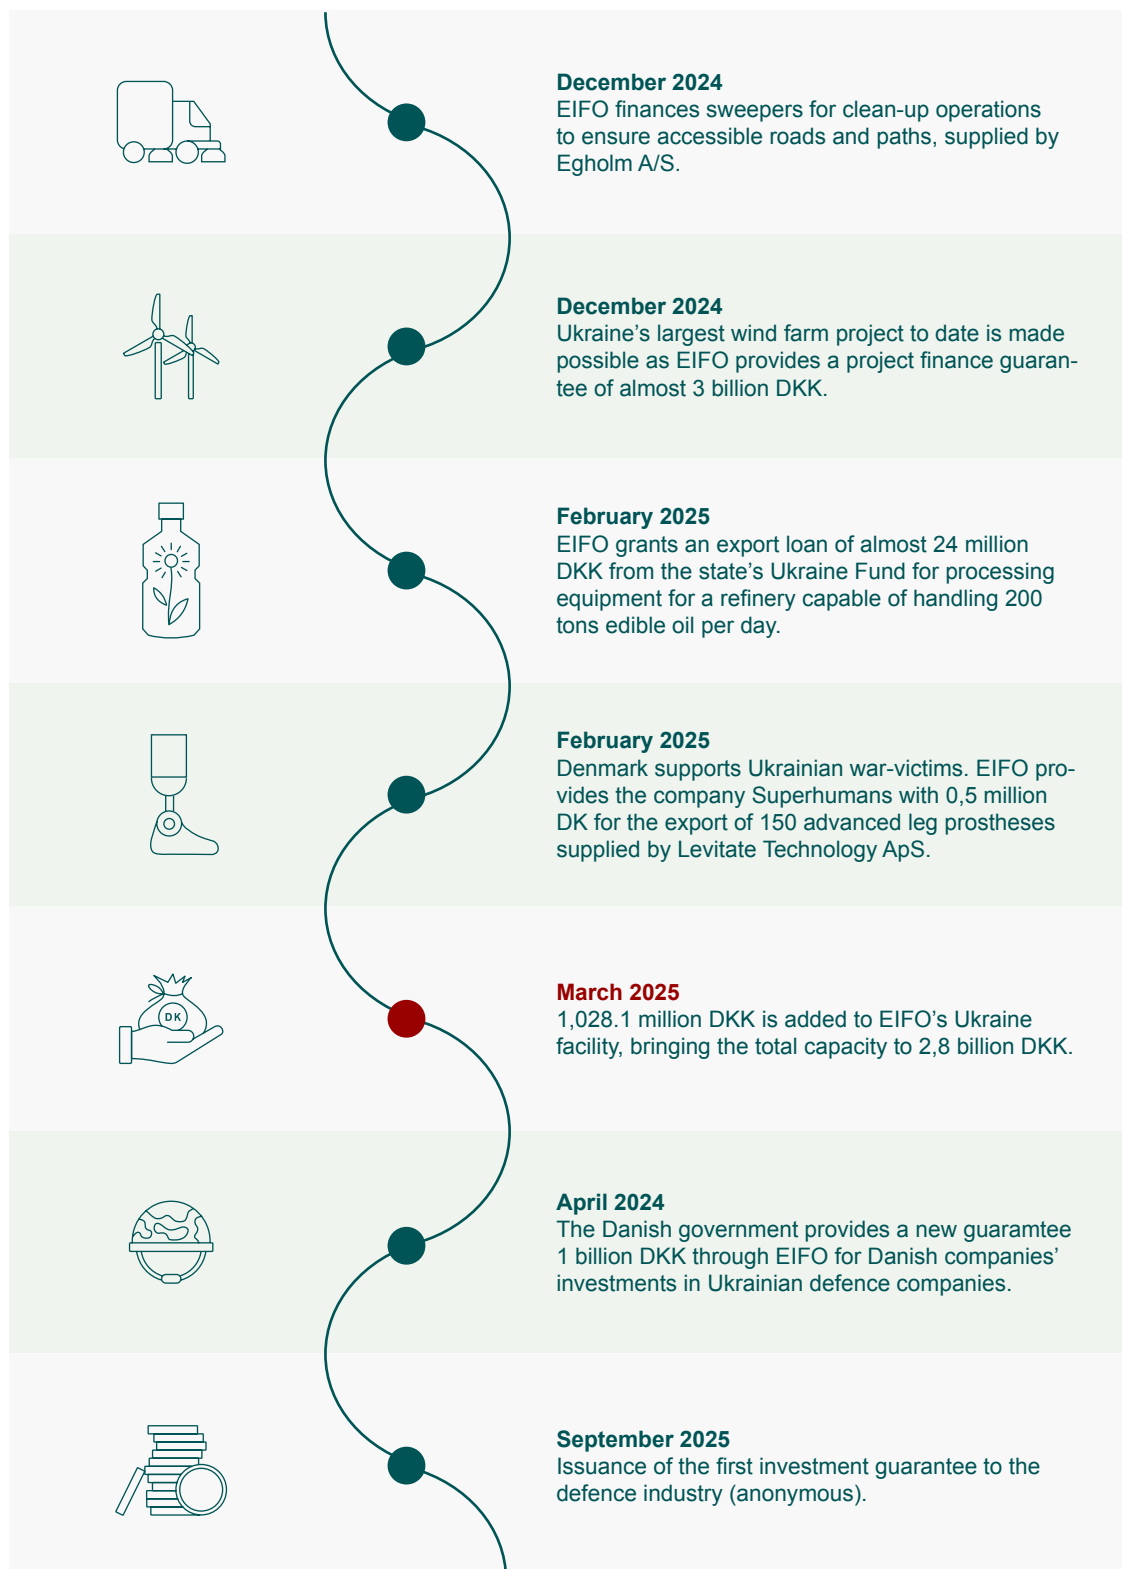 December 2024
EIFO finances sweepers for clean-up operations
to ensure accessible roads and paths, supplied by
Egholm A/S.
December 2024
Ukraine’s largest wind farm project to date is made
possible as EIFO provides a project finance guaran-
tee of almost 3 billion DKK.
February 2025
EIFO grants an export loan of almost 24 million
DKK from the state’s Ukraine Fund for processing
equipment for a refinery capable of handling 200
tons edible oil per day.
February 2025
Denmark supports Ukrainian war-victims. EIFO pro-
vides the company Superhumans with 0,5 million
DK for the export of 150 advanced leg prostheses
supplied by Levitate Technology ApS.
DK
March 2025
1,028.1 million DKK is added to EIFO’s Ukraine
facility, bringing the total capacity to 2,8 billion DKK.
April 2024
The Danish government provides a new guaramtee
1 billion DKK through EIFO for Danish companies’
investments in Ukrainian defence companies.
September 2025
Issuance of the first investment guarantee to the
defence industry (anonymous).